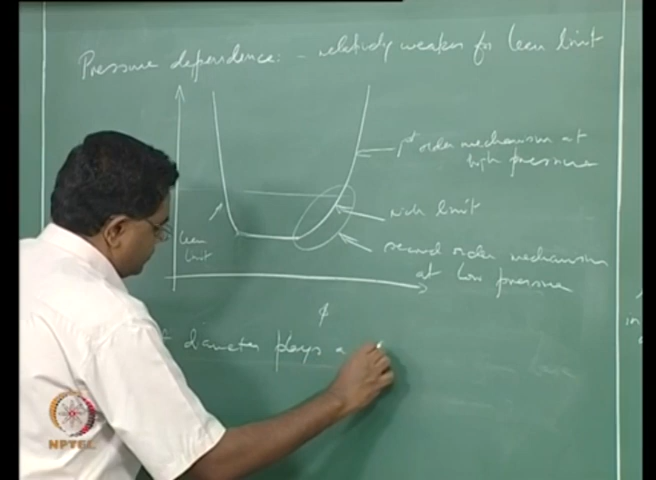 Pressure dependence: - relatively weaker for lean limit
1st order mechanism at
high pressure
rich limit
lean
limit
second order mechanism
at low pressure
φ
diameter plays a
in
NPTEL